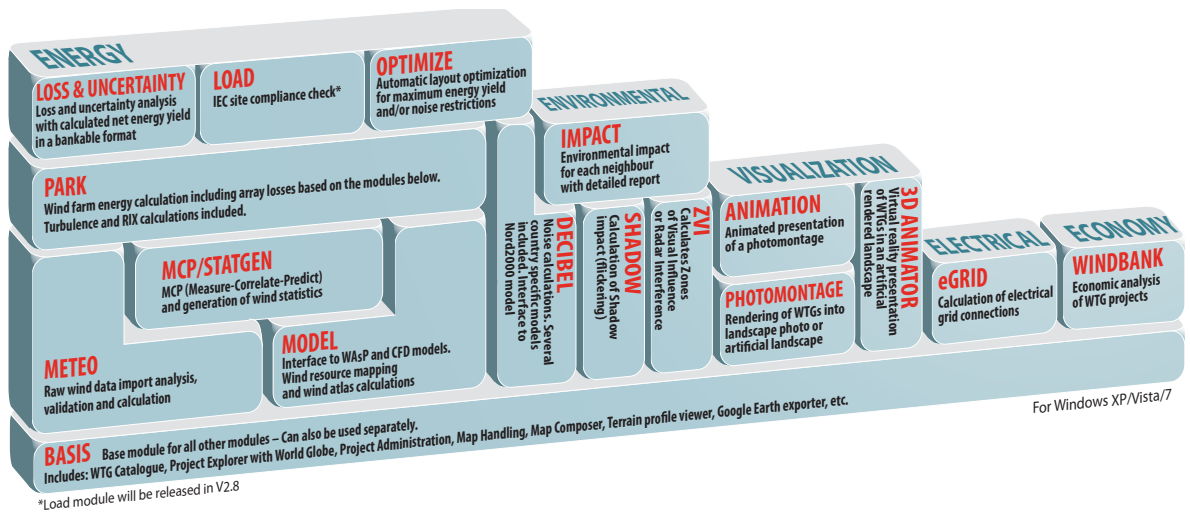 ENERGY
LOSS & UNCERTAINTY
Loss and uncertainty analysis
with calculated net energy yield
in a bankable format
LOAD
IEC site compliance check*
OPTIMIZE
Automatic layout optimization
for maximum energy yield
and/or noise restrictions
PARK
Wind farm energy calculation including array losses based on the modules below.
Turbulence and RIX calculations included.
MCP/STATGEN
MCP (Measure-Correlate-Predict)
and generation of wind statistics
METEO
Raw wind data import analysis,
validation and calculation
MODEL
Interface to WAsP and CFD models.
Wind resource mapping
and wind atlas calculations
ENVIRONMENTAL
IMPACT
Environmental impact
for each neighbour
with detailed report
DECIBEL
Noise calculations. Several
country specific models
included. Interface to
Nord2000 model
SHADOW
Calculation of Shadow
impact (flickering)
ZVI
Calculates Zones
of Visual Influence
or Radar Interference
VISUALIZATION
ANIMATION
Animated presentation
of a photomontage
PHOTOMONTAGE
Rendering of WTGs into
landscape photo or
artificial landscape
3D ANIMATOR
Virtual reality presentation
of WTGs in an artificial
rendered landscape
ELECTRICAL
eGRID
Calculation of electrical
grid connections
ECONOMY
WINDBANK
Economic analysis
of WTG projects
BASIS Base module for all other modules – Can also be used separately.
Includes: WTG Catalogue, Project Explorer with World Globe, Project Administration, Map Handling, Map Composer, Terrain profile viewer, Google Earth exporter, etc.
For Windows XP/Vista/7
*Load module will be released in V2.8